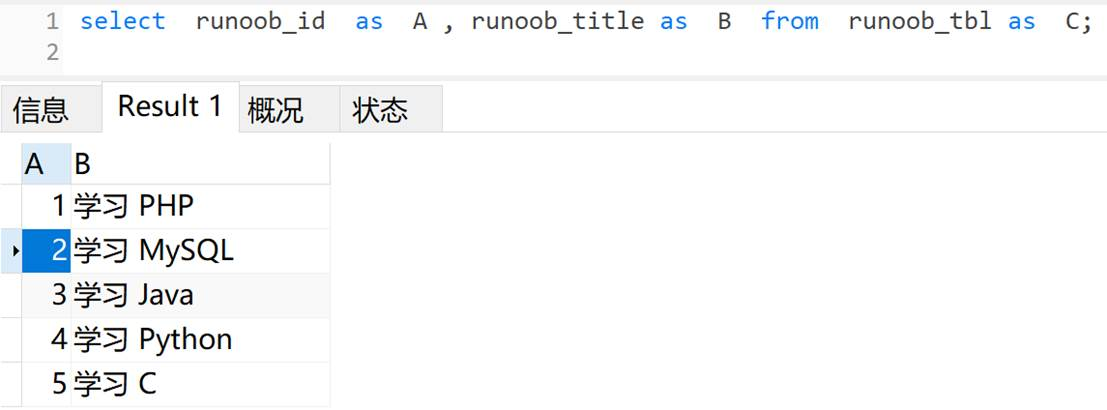 1 select runoob_id as A , runoob_title as B from runoob_tbl as C;
2
信息 Result 1 概况 状态
A B
1 学习 PHP
2 学习 MySQL
3 学习 Java
4 学习 Python
5 学习 C